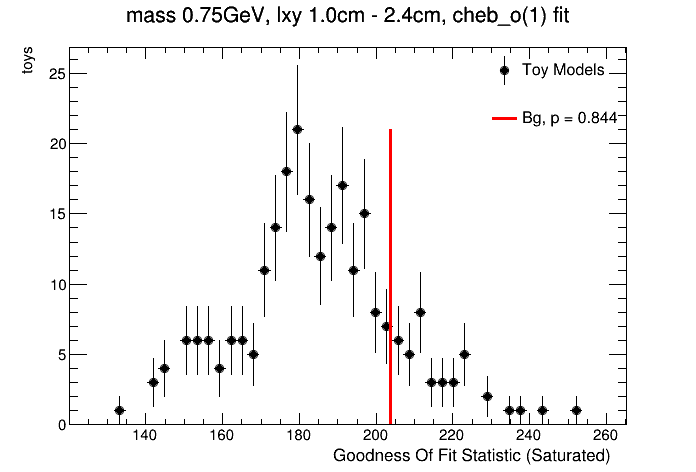 mass 0.75GeV, lxy 1.0cm - 2.4cm, cheb_o(1) fit
toys
25
20
15
10
5
0
Toy Models
Bg, p = 0.844
140 160 180 200 220 240 260
Goodness Of Fit Statistic (Saturated)